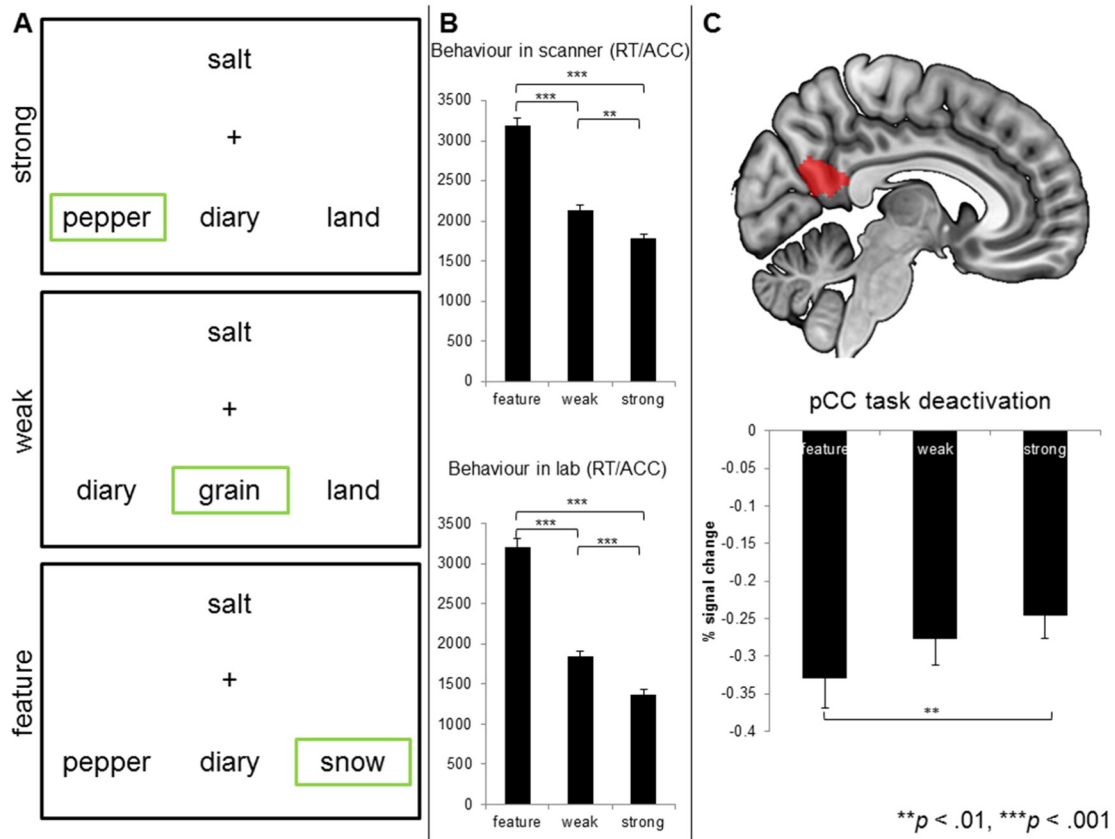 A
strong
salt
+
pepper diary land
weak
salt
+
diary grain land
feature
salt
+
pepper diary snow
B
Behaviour in scanner (RT/ACC)
***
*** **
3500
3000
2500
2000
1500
1000
500
0
feature weak strong
Behaviour in lab (RT/ACC)
***
*** ***
3500
3000
2500
2000
1500
1000
500
0
feature weak strong
C
pCC task deactivation
0
-0.05
-0.1
-0.15
-0.2
-0.25
-0.3
-0.35
-0.4
% signal change
feature weak strong
**
**p < .01, ***p < .001